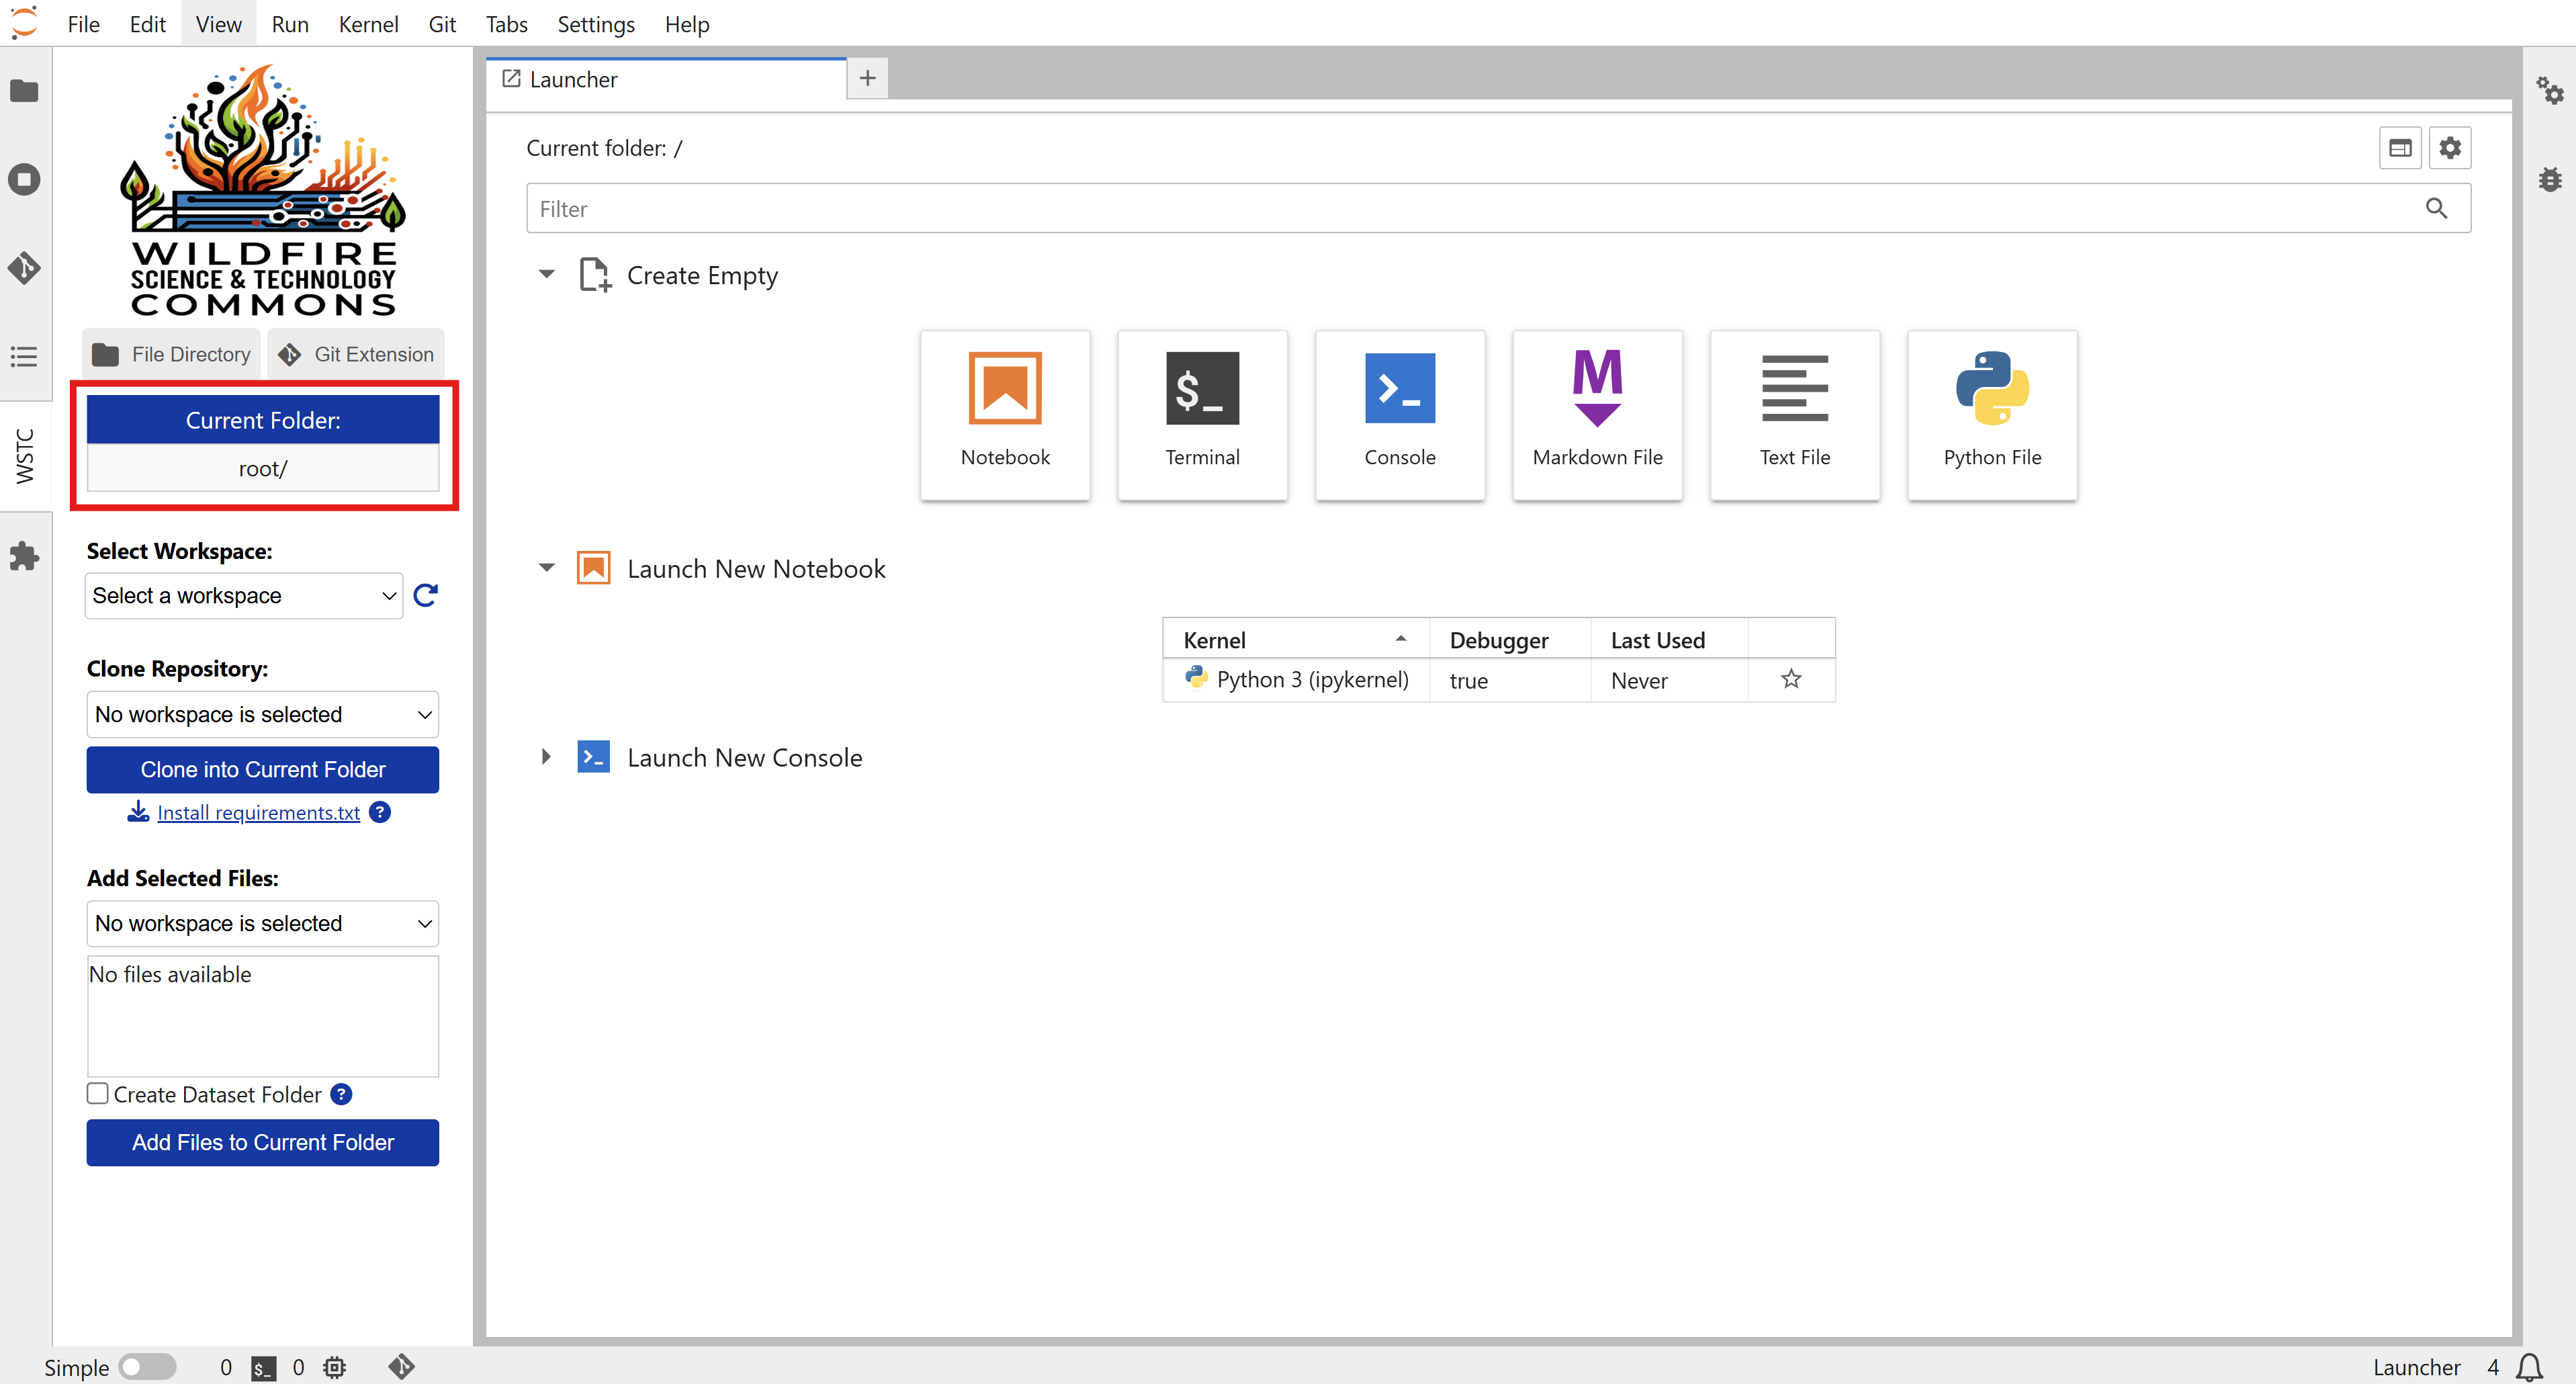 File Edit View Run Kernel Git Tabs Settings Help
WILDFIRE
SCIENCE & TECHNOLOGY
COMMONS
File Directory Git Extension
Current Folder:
root/
WSTC
Select Workspace:
Select a workspace
Clone Repository:
No workspace is selected
Clone into Current Folder
Install requirements.txt ?
Add Selected Files:
No workspace is selected
No files available
Create Dataset Folder ?
Add Files to Current Folder
Launcher +
Current folder: /
Filter
Create Empty
$_ >_ M
Notebook Terminal Console Markdown File Text File Python File
Launch New Notebook
Kernel Debugger Last Used
Python 3 (ipykernel) true Never
>_ Launch New Console
Simple 0 $_ 0 Launcher 4